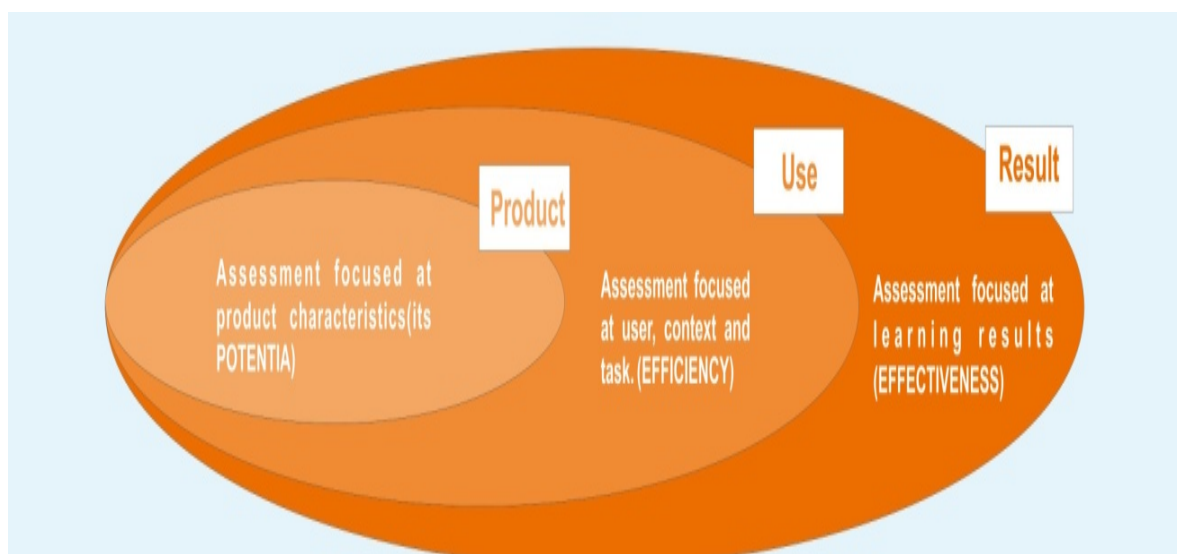 Product
Use
Result
Assessment focused at
product characteristics(its
POTENTIA)
Assessment focused
at user, context and
task.(EFFICIENCY)
Assessment focused at
learning results
(EFFECTIVENESS)